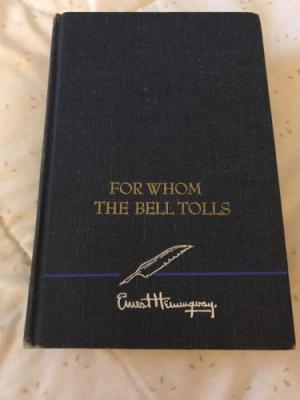 FOR WHOM
THE BELL TOLLS
Ernest Hemingway